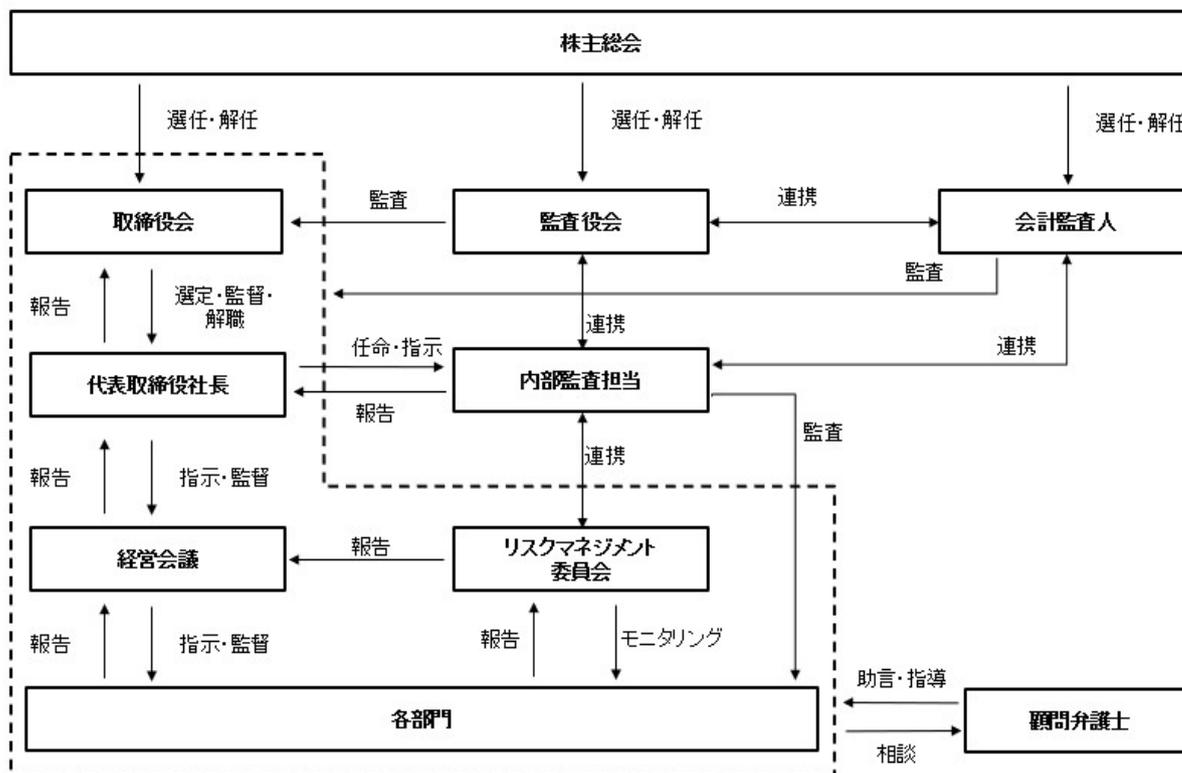 株主総会
選任・解任
選任・解任
選任・解任
取締役会
監査
監査役会
連携
会計監査人
監査
報告
選定・監督・
解職
連携
連携
任命・指示
代表取締役社長
内部監査担当
報告
監査
報告
指示・監督
連携
経営会議
報告
リスクマネジメント
委員会
報告
指示・監督
報告
モニタリング
助言・指導
各部門
顧問弁護士
相談